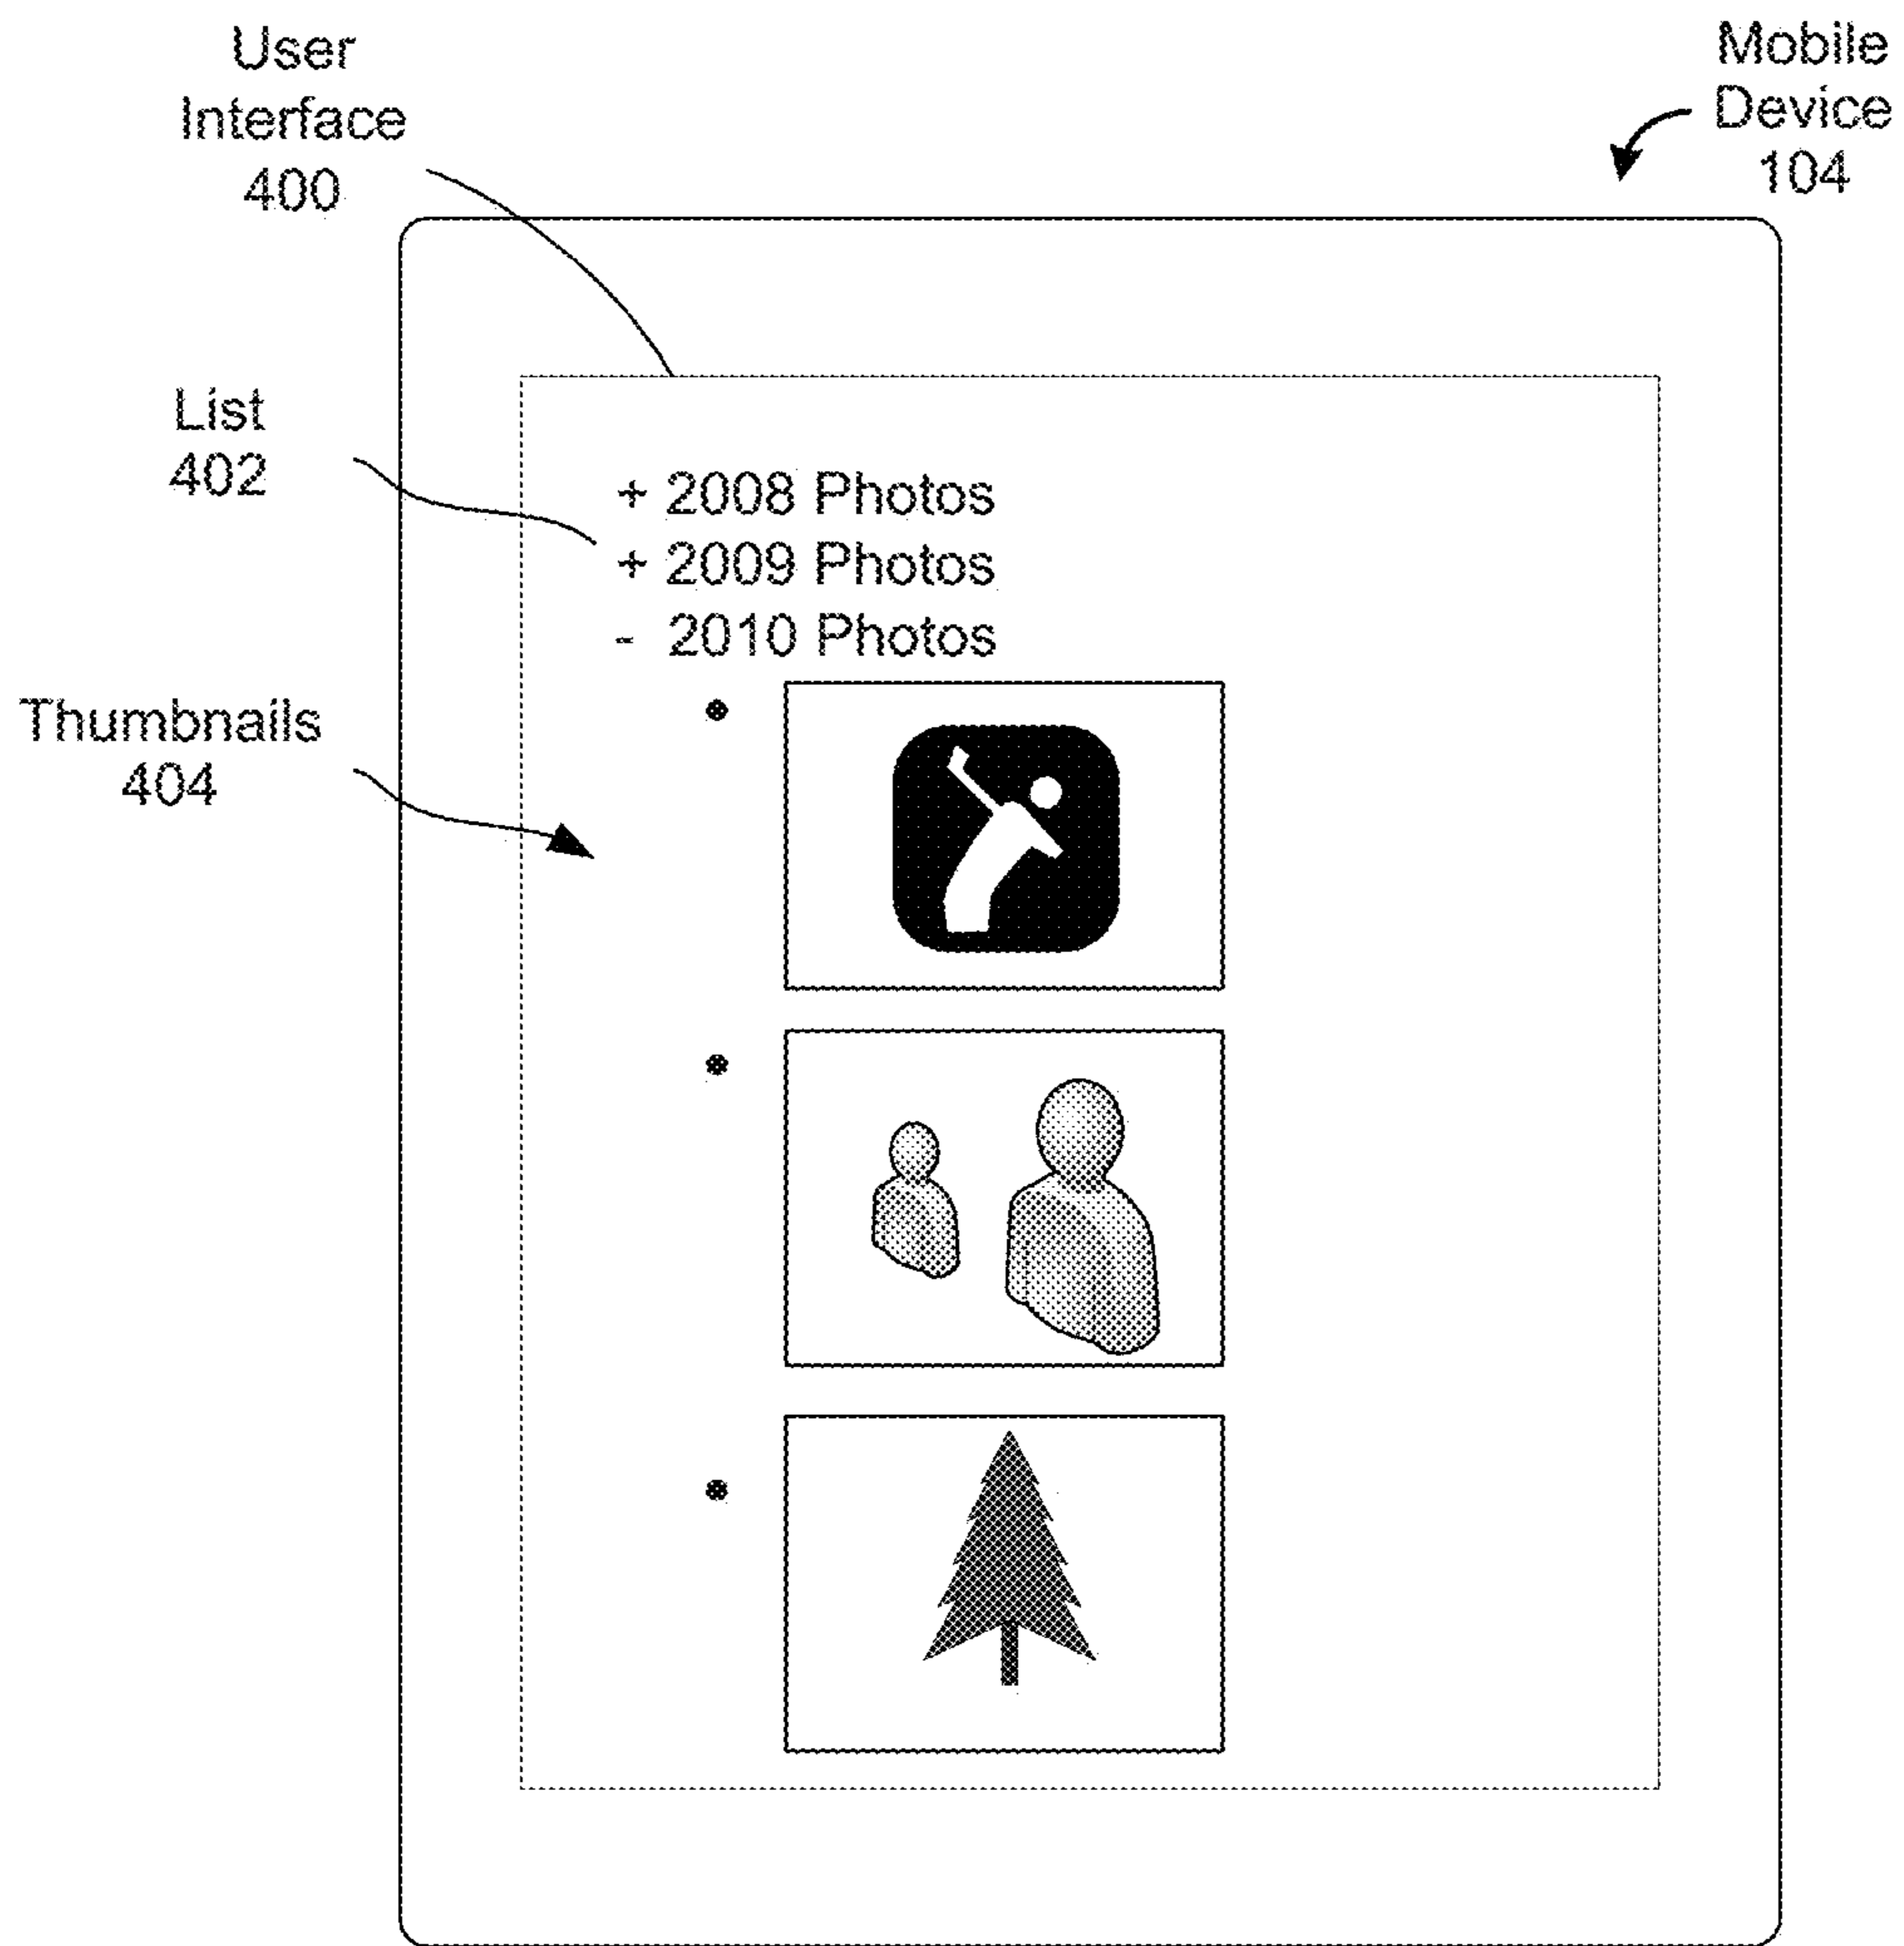 User
Interface
400
Mobile
Device
104
List
402
+ 2008 Photos
+ 2009 Photos
- 2010 Photos
Thumbnails
404